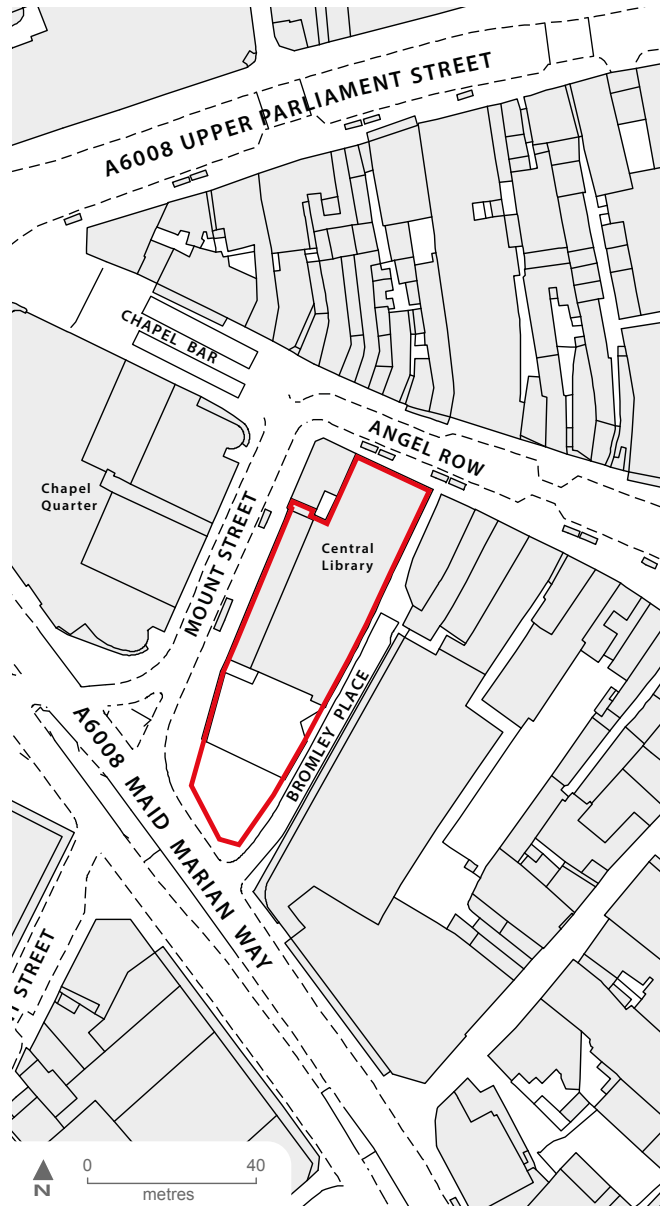 A6008 UPPER PARLIAMENT STREET
CHAPEL BAR
ANGEL ROW
Chapel
Quarter
MOUNT STREET
Central
Library
BROMLEY PLACE
A6008 MAID MARIAN WAY
STREET
N
0 40
metres